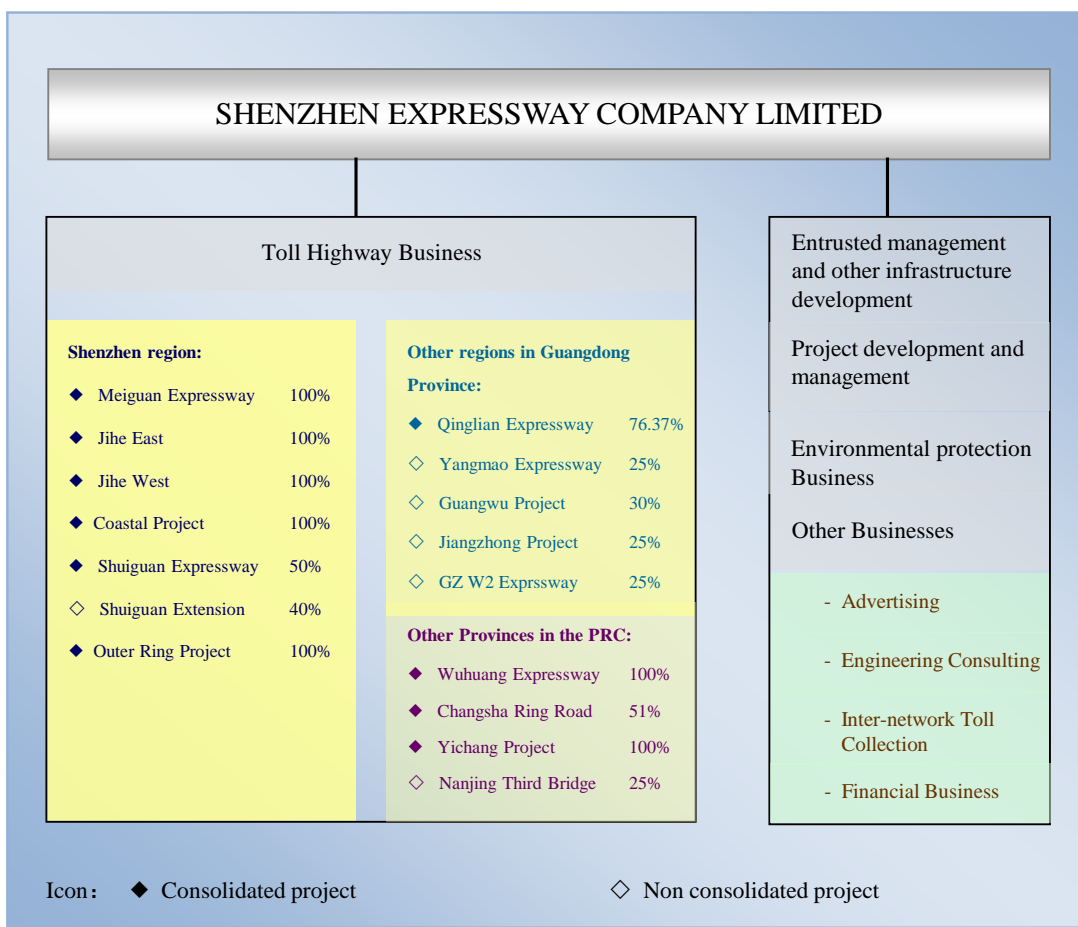 SHENZHEN EXPRESSWAY COMPANY LIMITED
Toll Highway Business
Shenzhen region:
◆ Meiguan Expressway 100%
◆ Jihe East 100%
◆ Jihe West 100%
◆ Coastal Project 100%
◆ Shuiguan Expressway 50%
◇ Shuiguan Extension 40%
◆ Outer Ring Project 100%
Other regions in Guangdong
Province:
◆ Qinglian Expressway 76.37%
◇ Yangmao Expressway 25%
◇ Guangwu Project 30%
◇ Jiangzhong Project 25%
◇ GZ W2 Exprssway 25%
Other Provinces in the PRC:
◆ Wuhuang Expressway 100%
◆ Changsha Ring Road 51%
◆ Yichang Project 100%
◇ Nanjing Third Bridge 25%
Entrusted management
and other infrastructure
development
Project development and
management
Environmental protection
Business
Other Businesses
- Advertising
- Engineering Consulting
- Inter-network Toll
Collection
- Financial Business
Icon： ◆ Consolidated project ◇ Non consolidated project